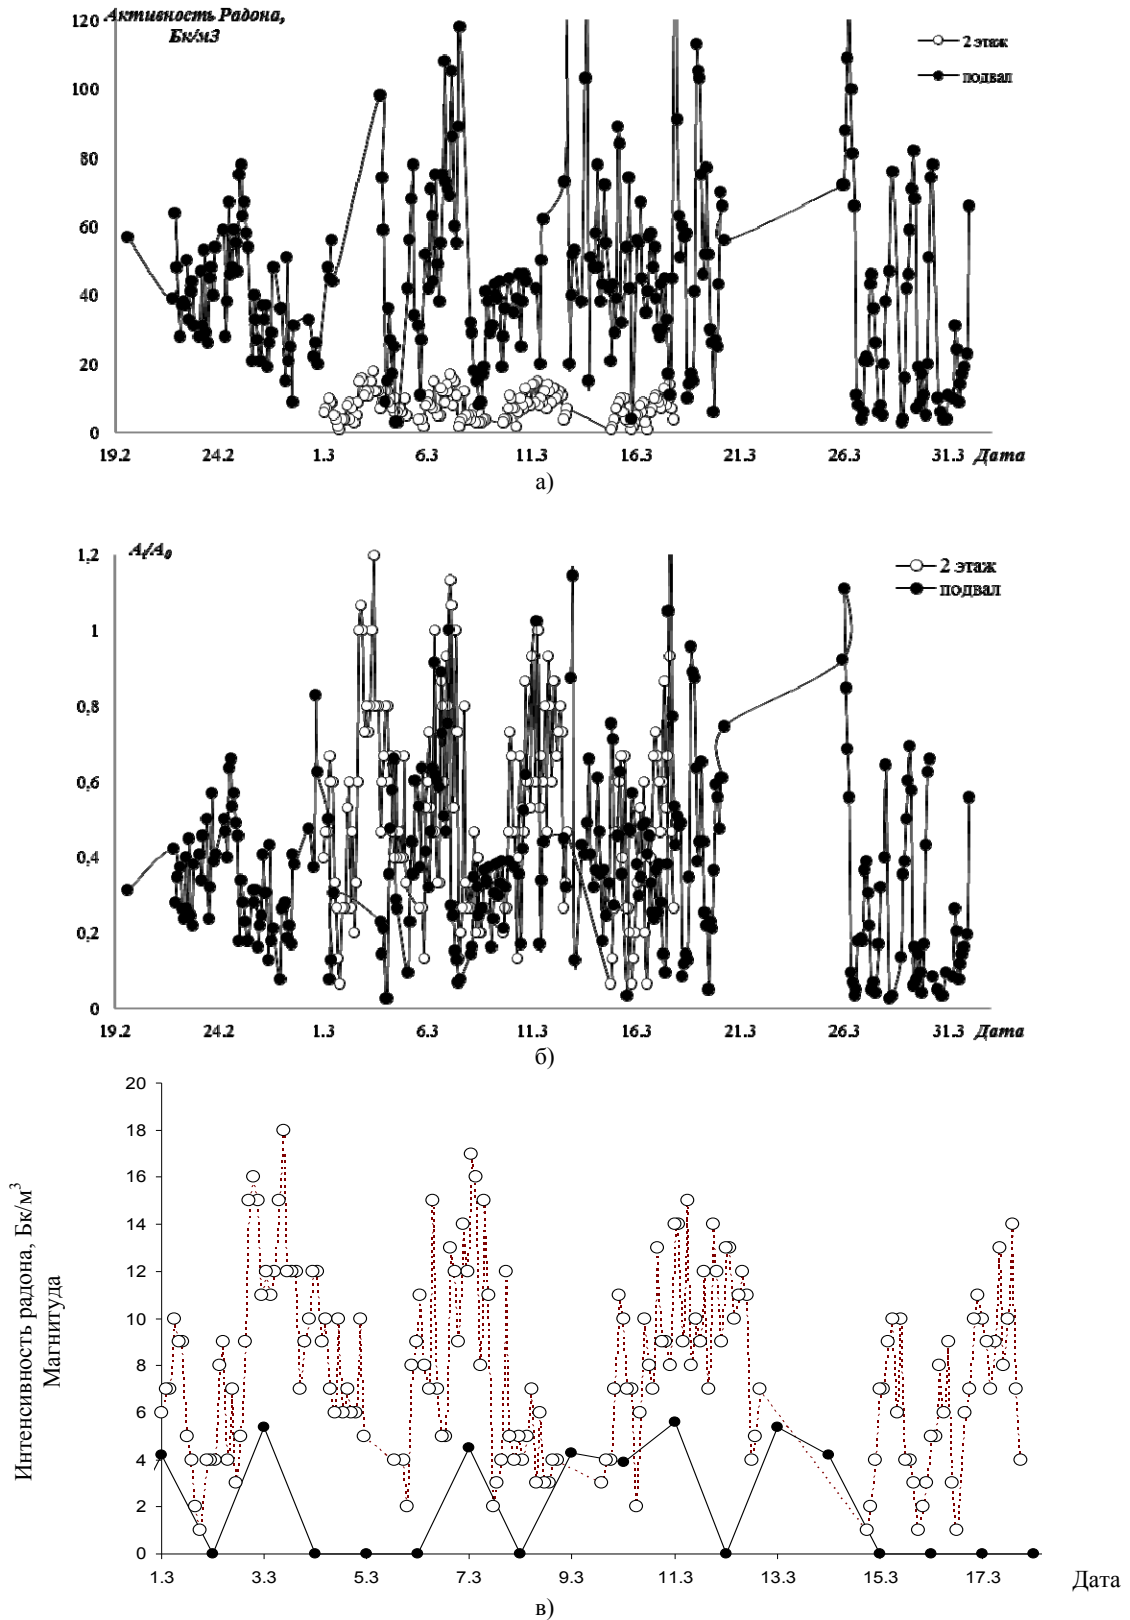 Активность Радона,
Бк/м3
120
100
80
60
40
20
0
2 этаж
подвал
19.2 24.2 1.3 6.3 11.3 16.3 21.3 26.3 31.3 Дата
а)
At/A0
1,2
1
0,8
0,6
0,4
0,2
0
2 этаж
подвал
19.2 24.2 1.3 6.3 11.3 16.3 21.3 26.3 31.3 Дата
б)
Интенсивность радона, Бк/м³
Магнитуда
20
18
16
14
12
10
8
6
4
2
0
1.3 3.3 5.3 7.3 9.3 11.3 13.3 15.3 17.3 Дата
в)